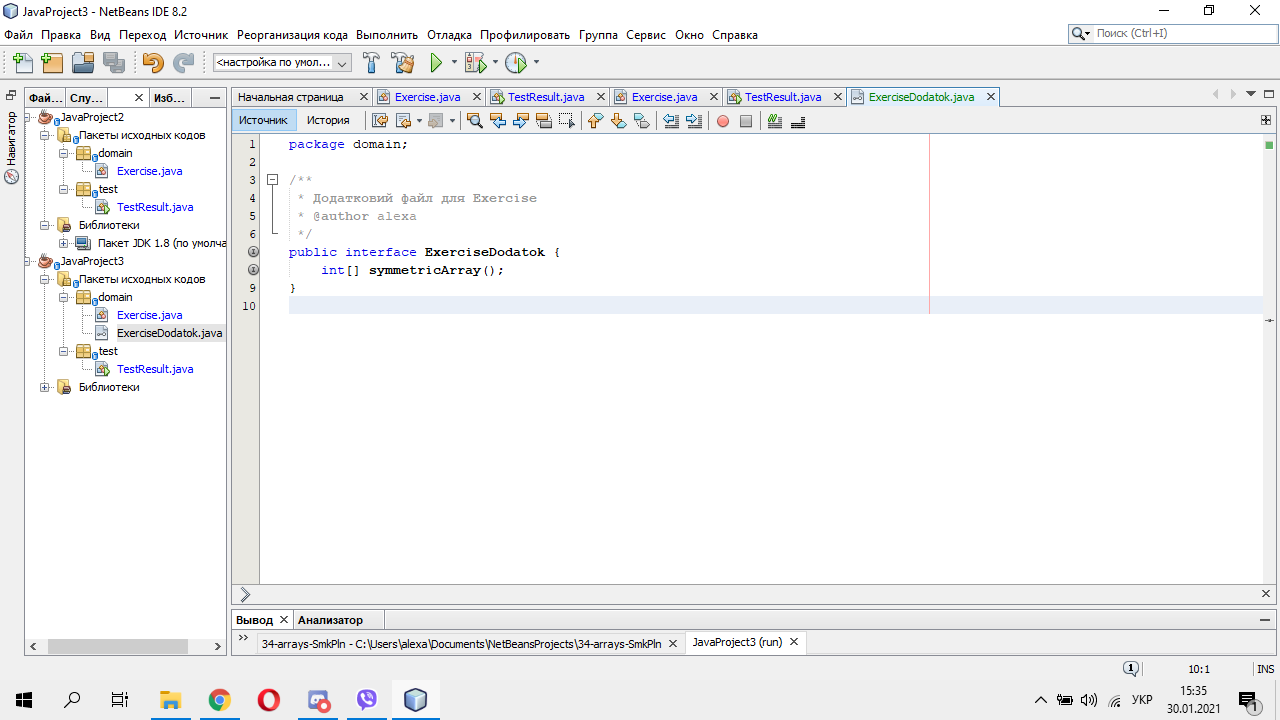 JavaProject3 - NetBeans IDE 8.2
Файл Правка Вид Переход Источник Реорганизация кода Выполнить Отладка Профилировать Группа Сервис Окно Справка
Поиск (Ctrl+I)
<настройка по умол...
Фай... Слу... Изб...
Начальная страница Exercise.java TestResult.java Exercise.java TestResult.java ExerciseDodatok.java
Навигатор
Источник История
JavaProject2
Пакеты исходных кодов
domain
Exercise.java
test
TestResult.java
Библиотеки
Пакет JDK 1.8 (по умолча
JavaProject3
Пакеты исходных кодов
domain
Exercise.java
ExerciseDodatok.java
test
TestResult.java
Библиотеки
1 package domain;
2
3 /**
4 * Додатковий файл для Exercise
5 * @author alexa
6 */
public interface ExerciseDodatok {
int[] symmetricArray();
9 }
10
Вывод Анализатор
34-arrays-SmkPln - C:\Users\alexa\Documents\NetBeansProjects\34-arrays-SmkPln JavaProject3 (run)
1 10:1 INS
УКР 15:35
30.01.2021
1